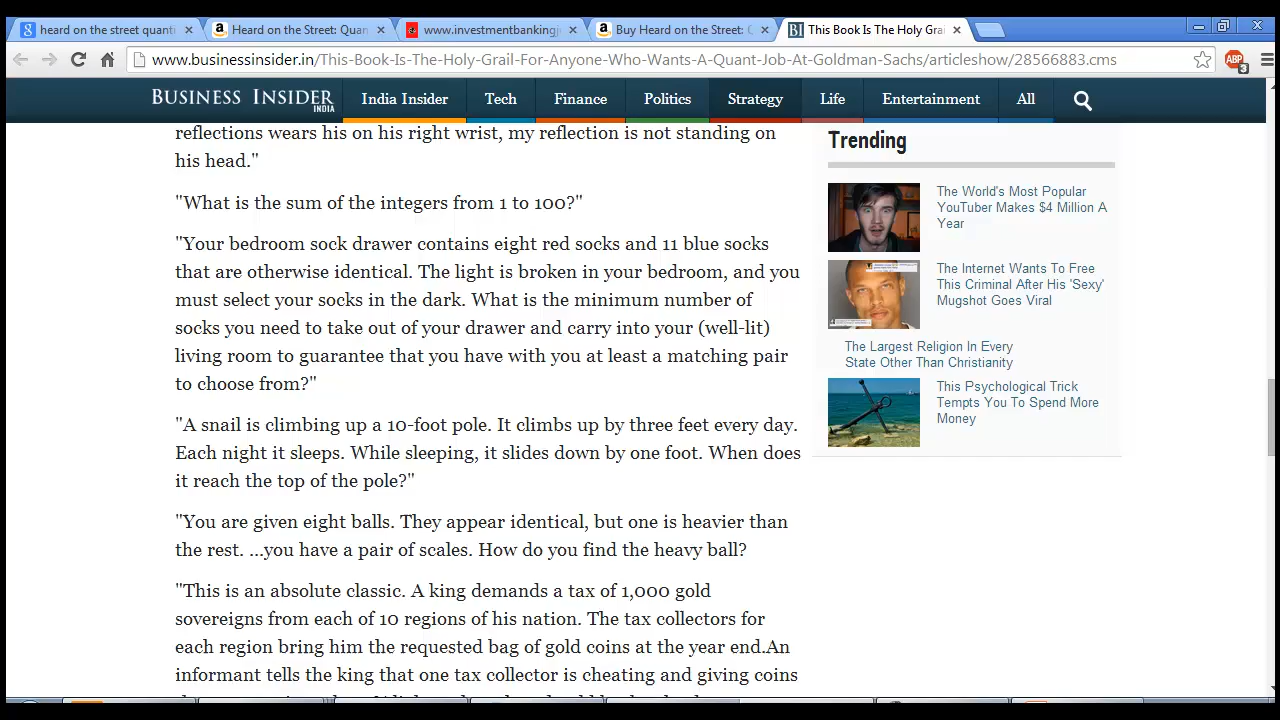 heard on the street quanti
Heard on the Street: Quan
www.investmentbanking
Buy Heard on the Street: Q
This Book Is The Holy Grai
www.businessinsider.in/This-Book-Is-The-Holy-Grail-For-Anyone-Who-Wants-A-Quant-Job-At-Goldman-Sachs/articleshow/28566883.cms
BUSINESS INSIDER
INDIA
India Insider Tech Finance Politics Strategy Life Entertainment All
reflections wears his on his right wrist, my reflection is not standing on
his head."
"What is the sum of the integers from 1 to 100?"
"Your bedroom sock drawer contains eight red socks and 11 blue socks
that are otherwise identical. The light is broken in your bedroom, and you
must select your socks in the dark. What is the minimum number of
socks you need to take out of your drawer and carry into your (well-lit)
living room to guarantee that you have with you at least a matching pair
to choose from?"
"A snail is climbing up a 10-foot pole. It climbs up by three feet every day.
Each night it sleeps. While sleeping, it slides down by one foot. When does
it reach the top of the pole?"
"You are given eight balls. They appear identical, but one is heavier than
the rest. ...you have a pair of scales. How do you find the heavy ball?
"This is an absolute classic. A king demands a tax of 1,000 gold
sovereigns from each of 10 regions of his nation. The tax collectors for
each region bring him the requested bag of gold coins at the year end.An
informant tells the king that one tax collector is cheating and giving coins
Trending
The World's Most Popular
YouTuber Makes $4 Million A
Year
The Internet Wants To Free
This Criminal After His 'Sexy'
Mugshot Goes Viral
The Largest Religion In Every
State Other Than Christianity
This Psychological Trick
Tempts You To Spend More
Money
ABP
3